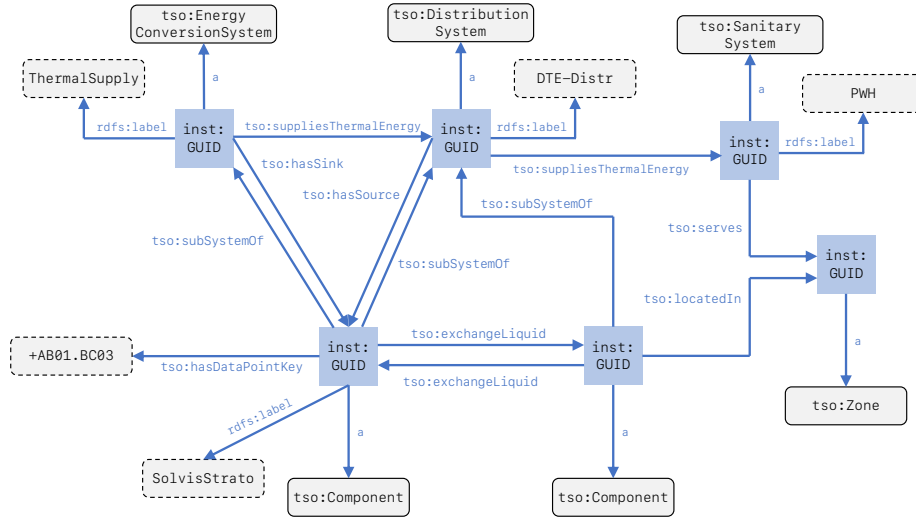 tso:Energy
ConversionSystem
tso:Distribution
System
tso:Sanitary
System
ThermalSupply
a
a
DTE–Distr
a
PWH
inst:
GUID
rdfs:label
tso:suppliesThermalEnergy
inst:
GUID
rdfs:label
inst:
GUID
rdfs:label
tso:hasSink
tso:suppliesThermalEnergy
tso:hasSource
tso:subSystemOf
tso:serves
tso:subSystemOf
inst:
GUID
tso:subSystemOf
tso:locatedIn
tso:exchangeLiquid
+AB01.BC03
inst:
GUID
inst:
GUID
a
tso:hasDataPointKey
tso:exchangeLiquid
rdfs:label
a
a
tso:Zone
SolvisStrato
tso:Component
tso:Component